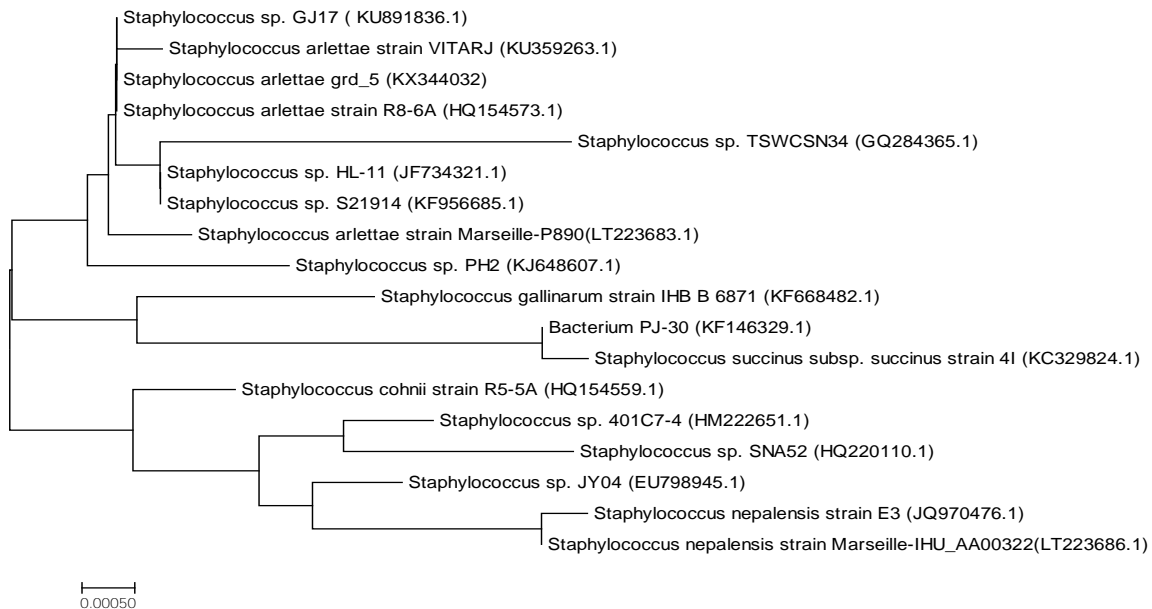 Staphylococcus sp. GJ17 ( KU891836.1)
Staphylococcus arlettae strain VITARJ (KU359263.1)
Staphylococcus arlettae grd_5 (KX344032)
Staphylococcus arlettae strain R8-6A (HQ154573.1)
Staphylococcus sp. TSWCSN34 (GQ284365.1)
Staphylococcus sp. HL-11 (JF734321.1)
Staphylococcus sp. S21914 (KF956685.1)
Staphylococcus arlettae strain Marseille-P890(LT223683.1)
Staphylococcus sp. PH2 (KJ648607.1)
Staphylococcus gallinarum strain IHB B 6871 (KF668482.1)
Bacterium PJ-30 (KF146329.1)
Staphylococcus succinus subsp. succinus strain 4I (KC329824.1)
Staphylococcus cohnii strain R5-5A (HQ154559.1)
Staphylococcus sp. 401C7-4 (HM222651.1)
Staphylococcus sp. SNA52 (HQ220110.1)
Staphylococcus sp. JY04 (EU798945.1)
Staphylococcus nepalensis strain E3 (JQ970476.1)
Staphylococcus nepalensis strain Marseille-IHU_AA00322(LT223686.1)
0.00050